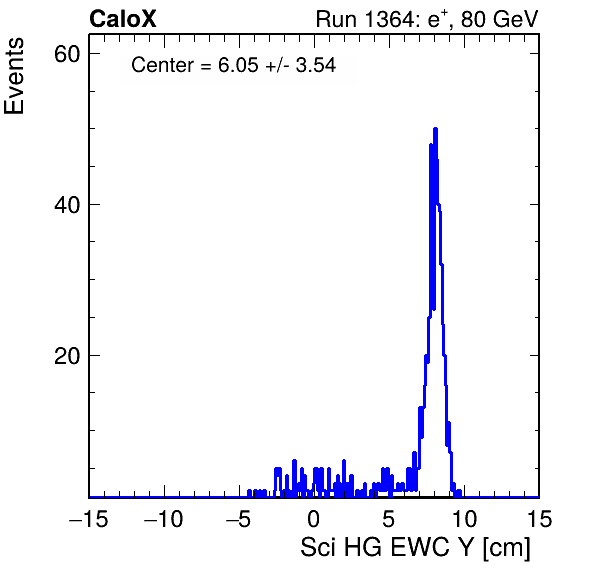 CaloX Run 1364: e⁺, 80 GeV
Center = 6.05 +/- 3.54
Events
60
40
20
−15 −10 −5 0 5 10 15
Sci HG EWC Y [cm]